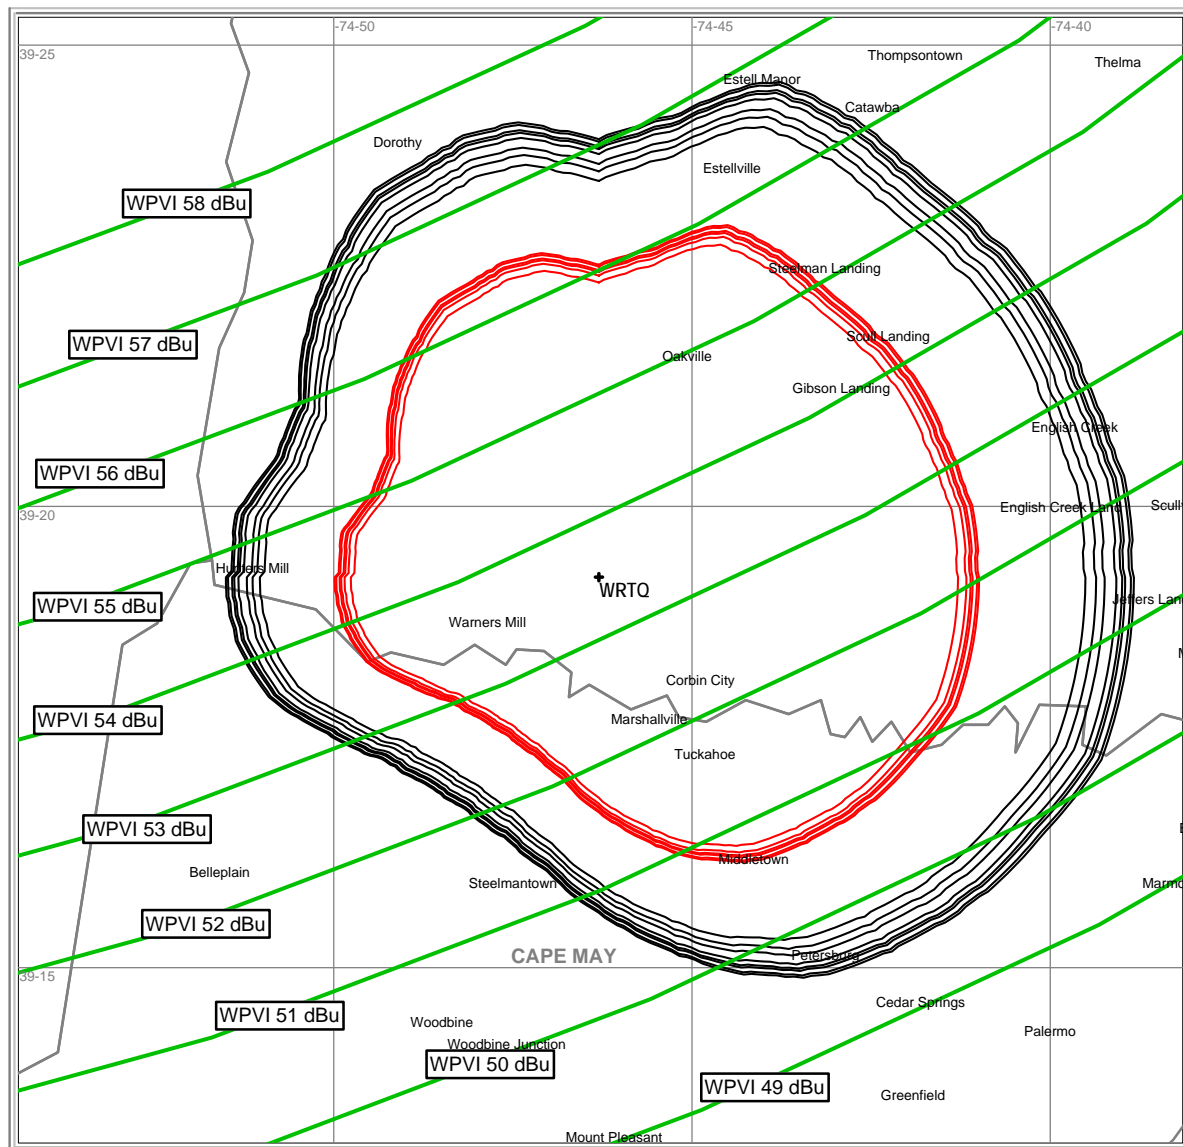 -74-50
-74-45
-74-40
39-25
Thompsontown
Thelma
Estell Manor
Catawba
Dorothy
Estellville
WPVI 58 dBu
Steelman Landing
Scull Landing
WPVI 57 dBu
Oakville
Gibson Landing
English Creek
WPVI 56 dBu
39-20
English Creek Land
Scull
Hunters Mill
WRTQ
WPVI 55 dBu
Jeffers Lan
Warners Mill
M
Corbin City
WPVI 54 dBu
Marshallville
Tuckahoe
WPVI 53 dBu
Middletown
Belleplain
Steelmantown
Marmo
WPVI 52 dBu
CAPE MAY
Petersburg
39-15
Cedar Springs
WPVI 51 dBu
Woodbine
Palermo
Woodbine Junction
WPVI 50 dBu
WPVI 49 dBu
Greenfield
Mount Pleasant